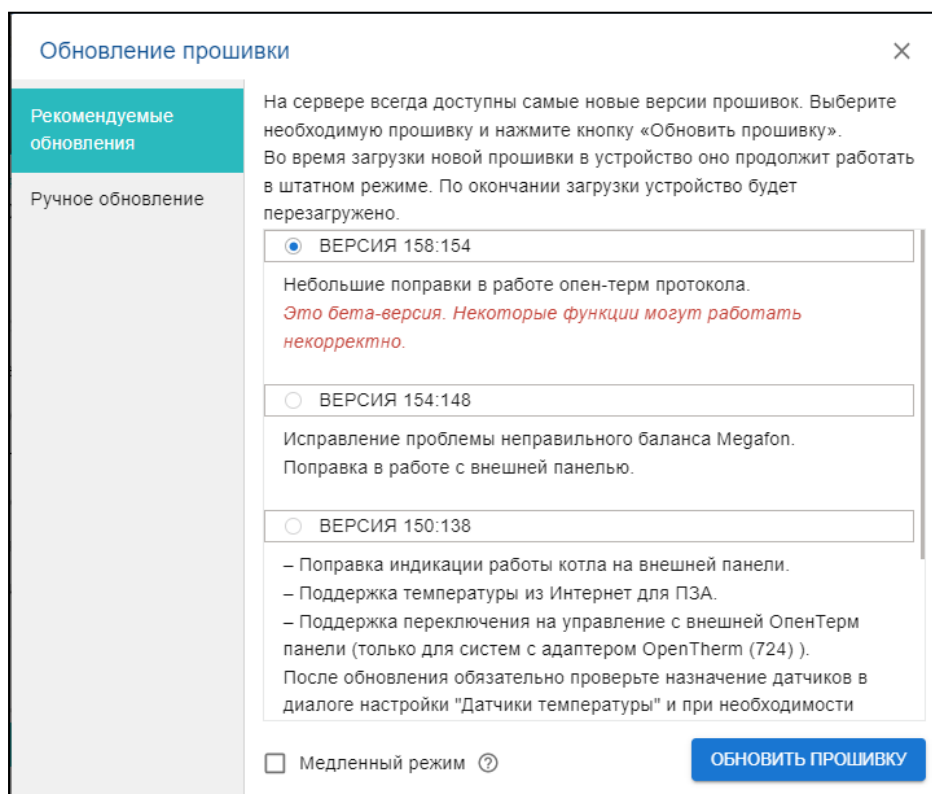 Обновление прошивки
Рекомендуемые
обновления
Ручное обновление
На сервере всегда доступны самые новые версии прошивок. Выберите
необходимую прошивку и нажмите кнопку «Обновить прошивку».
Во время загрузки новой прошивки в устройство оно продолжит работать
в штатном режиме. По окончании загрузки устройство будет
перезагружено.
ВЕРСИЯ 158:154
Небольшие поправки в работе опен-терм протокола.
Это бета-версия. Некоторые функции могут работать
некорректно.
ВЕРСИЯ 154:148
Исправление проблемы неправильного баланса Megafon.
Поправка в работе с внешней панелью.
ВЕРСИЯ 150:138
– Поправка индикации работы котла на внешней панели.
– Поддержка температуры из Интернет для ПЗА.
– Поддержка переключения на управление с внешней ОпенТерм
панели (только для систем с адаптером OpenTherm (724) ).
После обновления обязательно проверьте назначение датчиков в
диалоге настройки "Датчики температуры" и при необходимости
Медленный режим ?
ОБНОВИТЬ ПРОШИВКУ